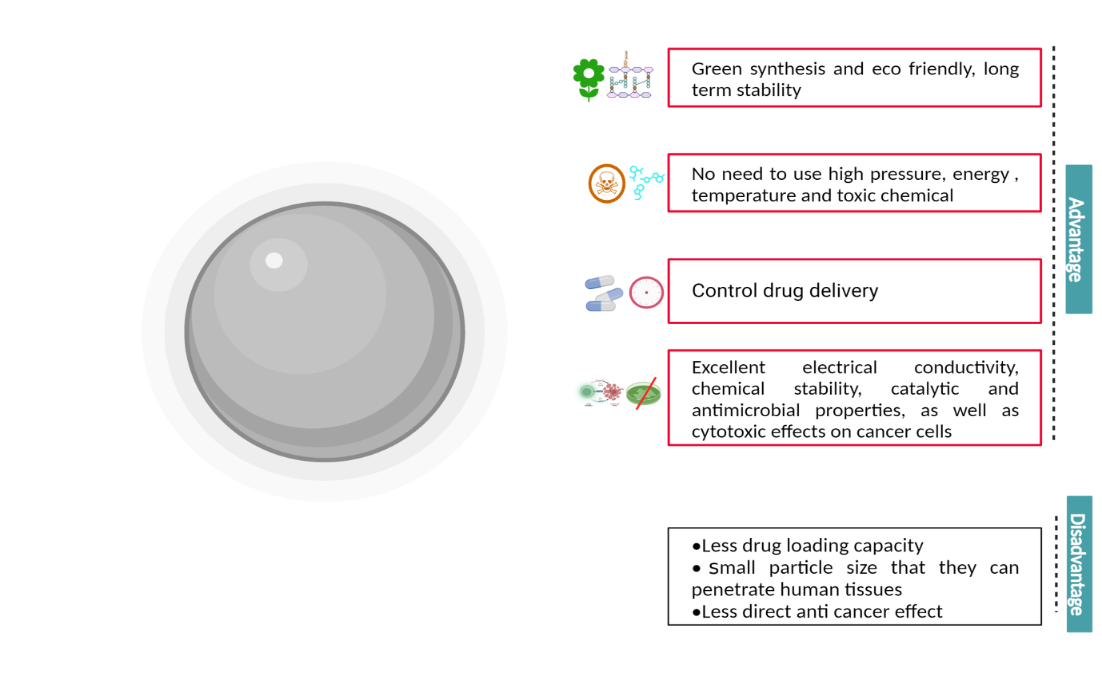 Green synthesis and eco friendly, long
term stability
No need to use high pressure, energy ,
temperature and toxic chemical
Control drug delivery
Excellent electrical conductivity,
chemical stability, catalytic and
antimicrobial properties, as well as
cytotoxic effects on cancer cells
Advantage
●Less drug loading capacity
● Small particle size that they can
penetrate human tissues
●Less direct anti cancer effect
Disadvantage